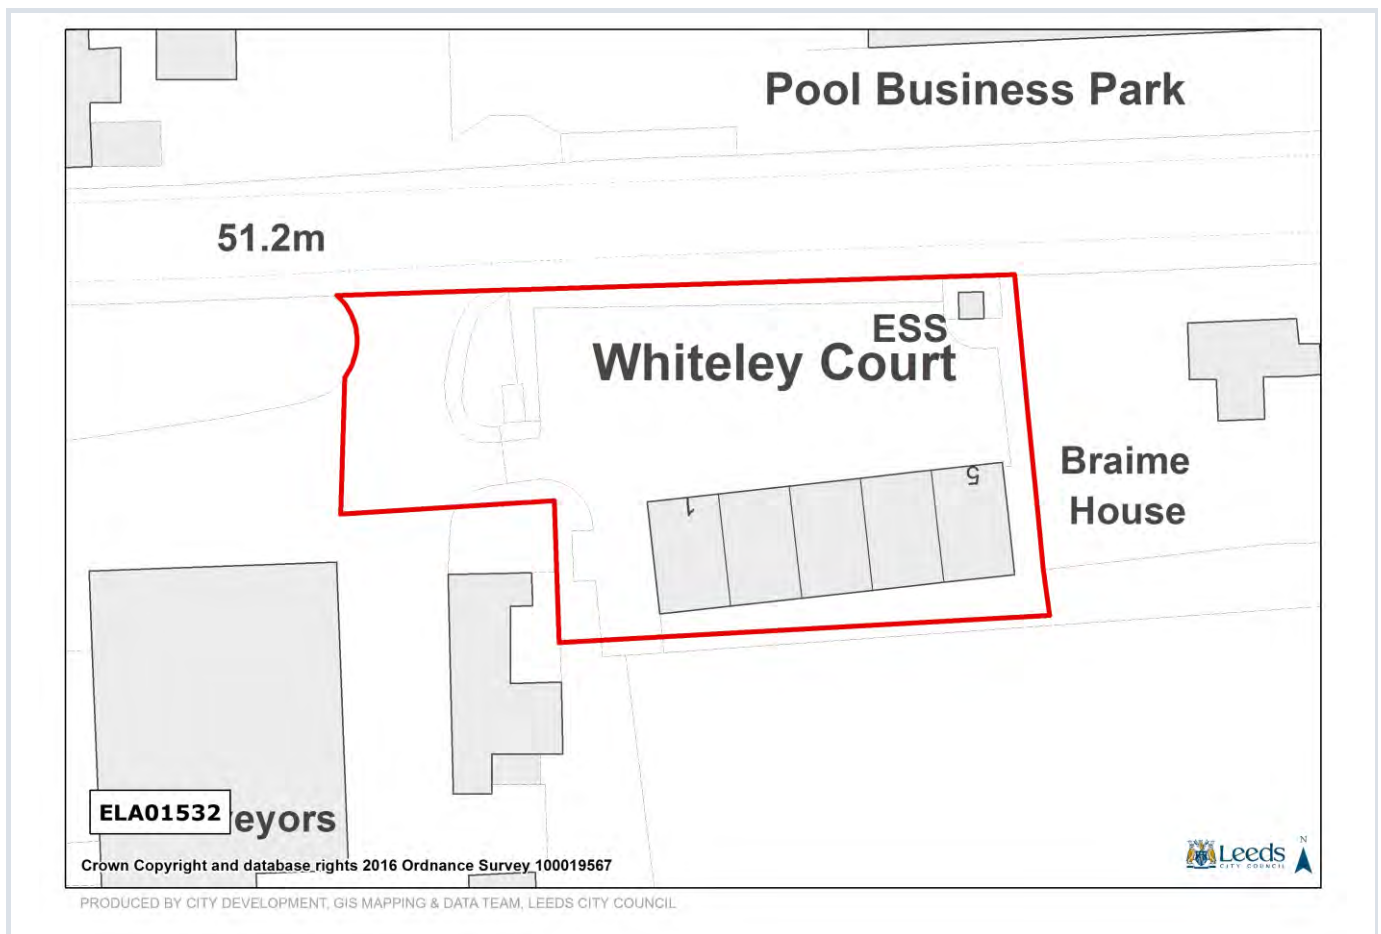 Pool Business Park
51.2m
ESS
Whiteley Court
Braime
House
1
5
ELA01532
eyors
Crown Copyright and database rights 2016 Ordnance Survey 100019567
Leeds
CITY COUNCIL
N
PRODUCED BY CITY DEVELOPMENT, GIS MAPPING & DATA TEAM, LEEDS CITY COUNCIL